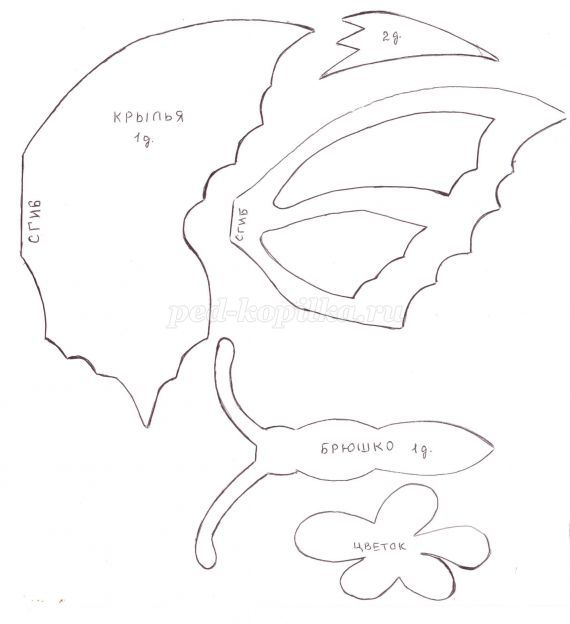 2д.
КРЫЛЬЯ
1д.
СГИБ
СГИБ
ped-kopilka.ru
БРЮШКО 1д.
ЦВЕТОК